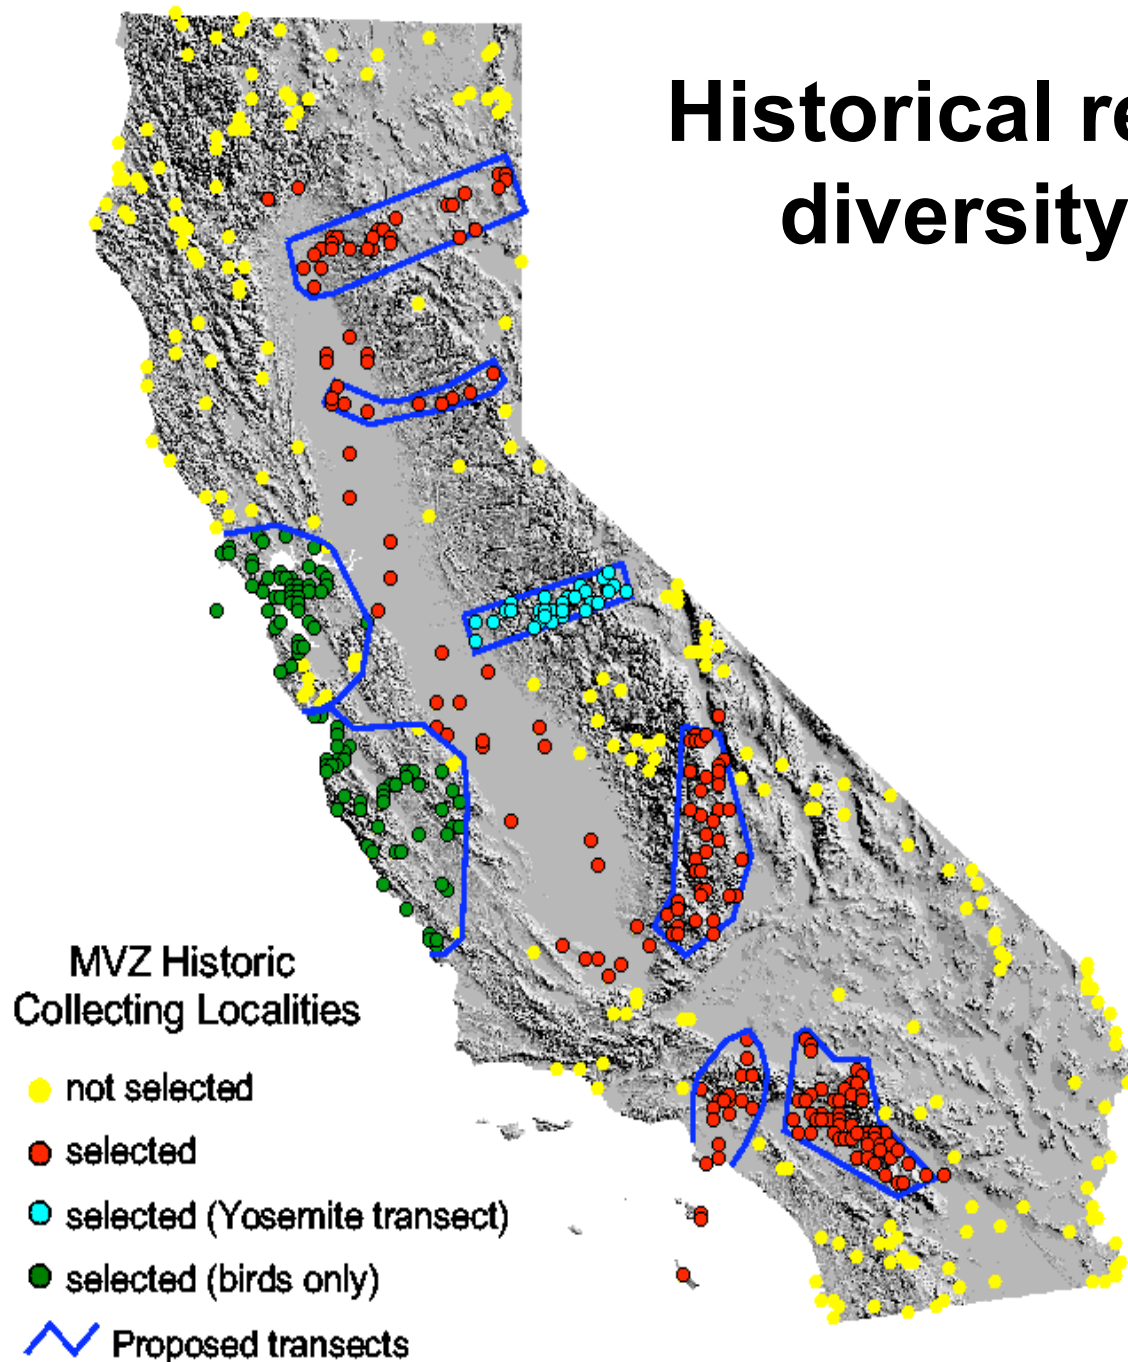 Historical re
diversity
MVZ Historic
Collecting Localities
not selected
selected
selected (Yosemite transect)
selected (birds only)
Proposed transects